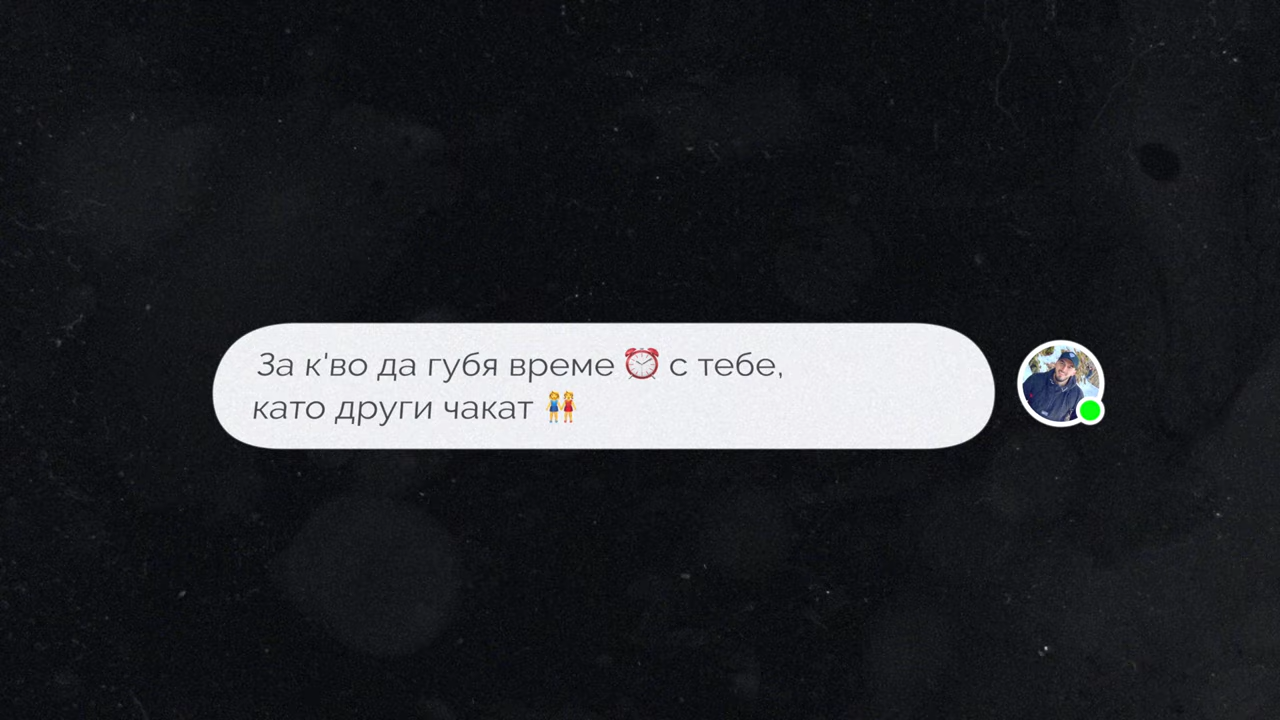 За к'во да губя време ⏰ с тебе,
като други чакат 👭